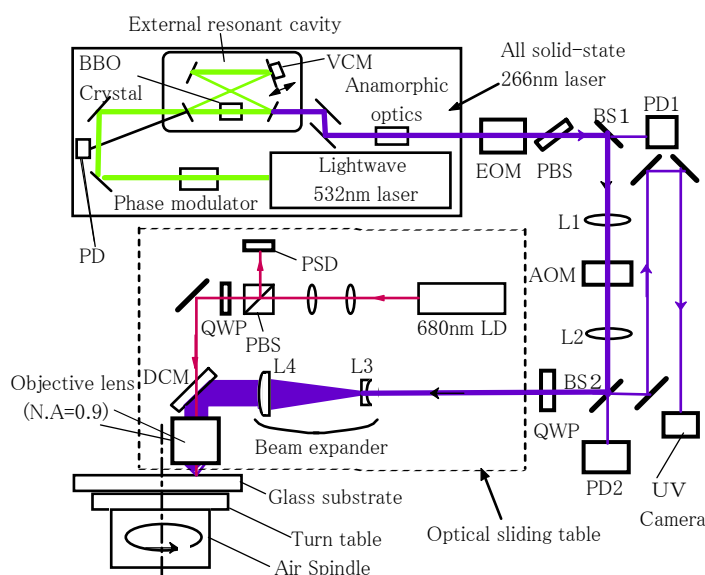 External resonant cavity
BBO
Crystal
VCM
Anamorphic
optics
All solid-state
266nm laser
BS1
PD1
EOM
PBS
Lightwave
532nm laser
Phase modulator
PD
L1
AOM
L2
PSD
QWP
PBS
680nm LD
DCM
L4
L3
BS2
QWP
Objective lens
(N.A=0.9)
Beam expander
PD2
UV
Camera
Glass substrate
Turn table
Optical sliding table
Air Spindle